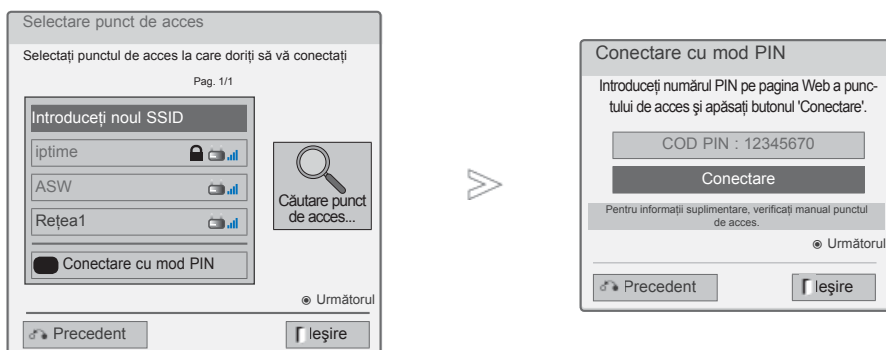 Selectare punct de acces
Selectați punctul de acces la care doriți să vă conectați
Pag. 1/1
Introduceți noul SSID
iptime
ASW
Rețea1
Conectare cu mod PIN
Căutare punct
de acces...
Următorul
Precedent
Ieşire
Conectare cu mod PIN
Introduceți numărul PIN pe pagina Web a punc-
tului de acces şi apăsați butonul 'Conectare'.
COD PIN : 12345670
Conectare
Pentru informații suplimentare, verificați manual punctul
de acces.
Următorul
Precedent
Ieşire